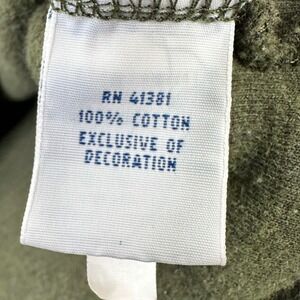 RN 41381
100% COTTON
EXCLUSIVE OF
DECORATION